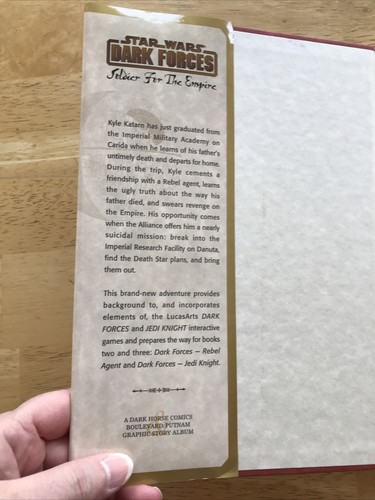 STAR WARS
DARK FORCES
Soldier For The Empire
Kyle Katarn has just graduated from
the Imperial Military Academy on
Carida when he learns of his father's
untimely death and departs for home.
During the trip, Kyle cements a
friendship with a Rebel agent, learns
the ugly truth about the way his
father died, and swears revenge on
the Empire. His opportunity comes
when the Alliance offers him a nearly
suicidal mission: break into the
Imperial Research Facility on Danuta,
find the Death Star plans, and bring
them out.
This brand-new adventure provides
background to, and incorporates
elements of, the LucasArts DARK
FORCES and JEDI KNIGHT interactive
games and prepares the way for books
two and three: Dark Forces — Rebel
Agent and Dark Forces — Jedi Knight.
A DARK HORSE COMICS
BOULEVARD/PUTNAM
GRAPHIC STORY ALBUM